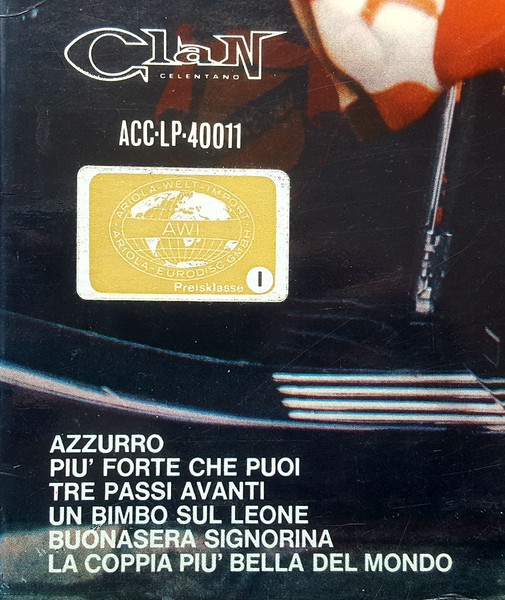 Clan
CELENTANO
ACC-LP-40011
ARIOLA-WELT-IMPORT
AWI
ARIOLA-EURODISC GMBH
Preisklasse I
AZZURRO
PIU' FORTE CHE PUOI
TRE PASSI AVANTI
UN BIMBO SUL LEONE
BUONASERA SIGNORINA
LA COPPIA PIU' BELLA DEL MONDO